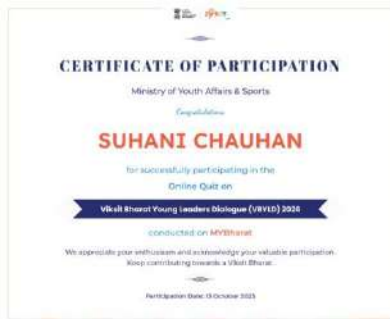 CERTIFICATE OF PARTICIPATION
Ministry of Youth Affairs & Sports
Congratulations
SUHANI CHAUHAN
for successfully participating in the
Online Quiz on
Viksit Bharat Young Leaders Dialogue (VBYLD) 2026
conducted on MYBharat
We appreciate your enthusiasm and acknowledge your valuable participation.
Keep contributing towards a Viksit Bharat.
Participation Date: 13 October 2025